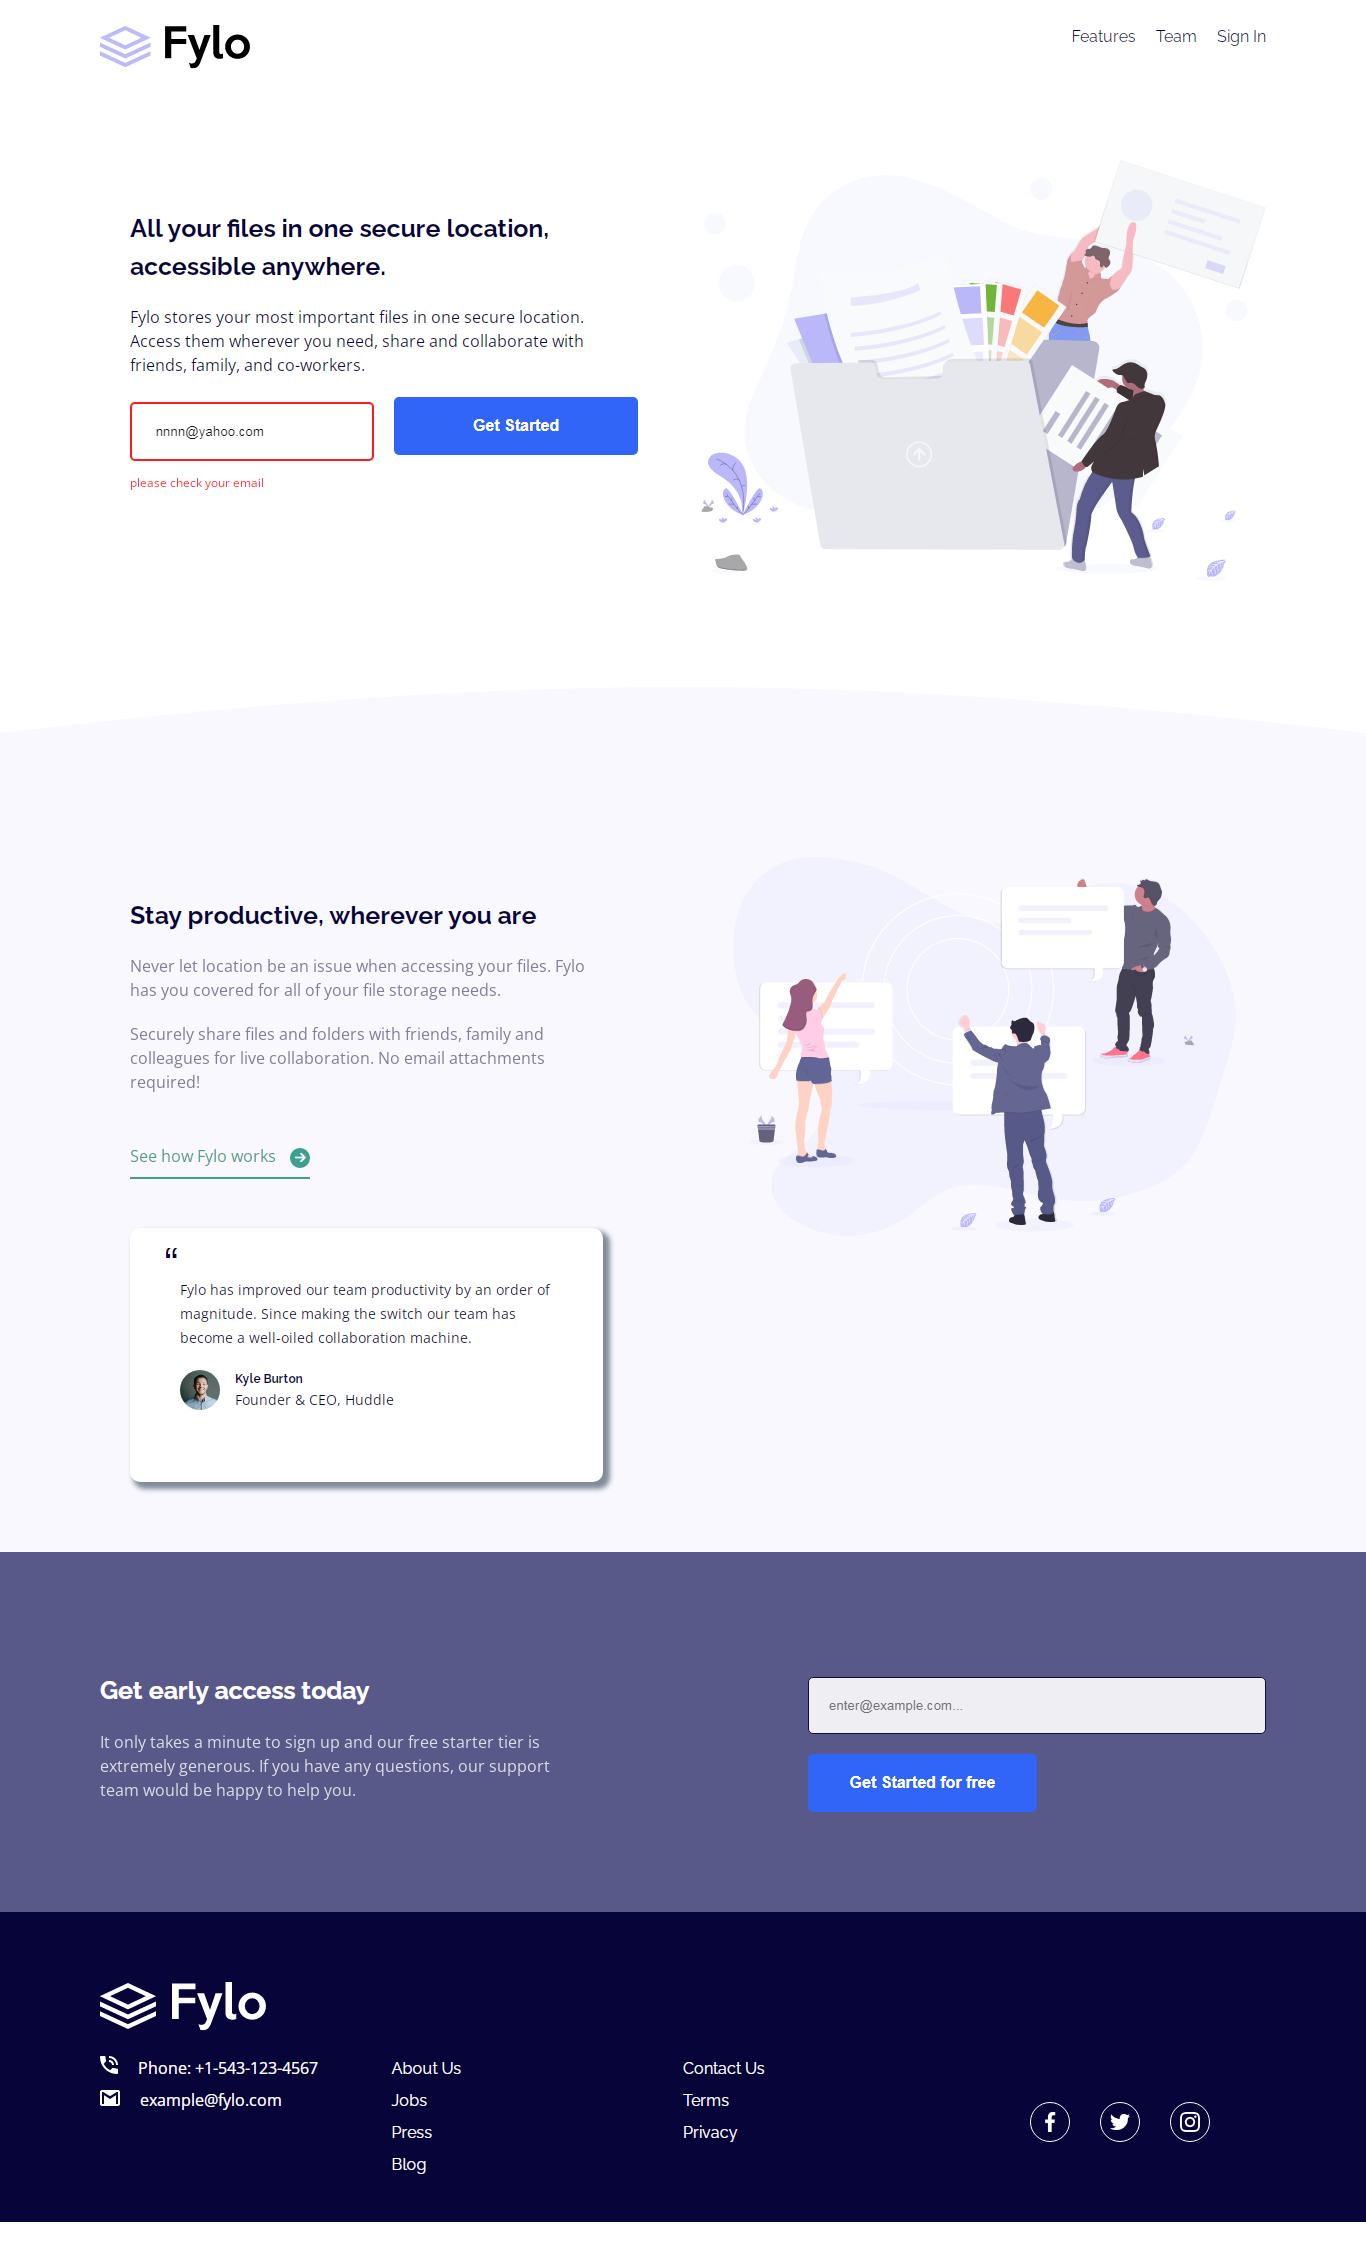 Fylo
Features Team Sign In
All your files in one secure location,
accessible anywhere.
Fylo stores your most important files in one secure location.
Access them wherever you need, share and collaborate with
friends, family, and co-workers.
nnnn@yahoo.com
Get Started
please check your email
Stay productive, wherever you are
Never let location be an issue when accessing your files. Fylo
has you covered for all of your file storage needs.
Securely share files and folders with friends, family and
colleagues for live collaboration. No email attachments
required!
See how Fylo works
“
Fylo has improved our team productivity by an order of
magnitude. Since making the switch our team has
become a well-oiled collaboration machine.
Kyle Burton
Founder & CEO, Huddle
Get early access today
It only takes a minute to sign up and our free starter tier is
extremely generous. If you have any questions, our support
team would be happy to help you.
enter@example.com...
Get Started for free
Fylo
Phone: +1-543-123-4567
example@fylo.com
About Us
Jobs
Press
Blog
Contact Us
Terms
Privacy